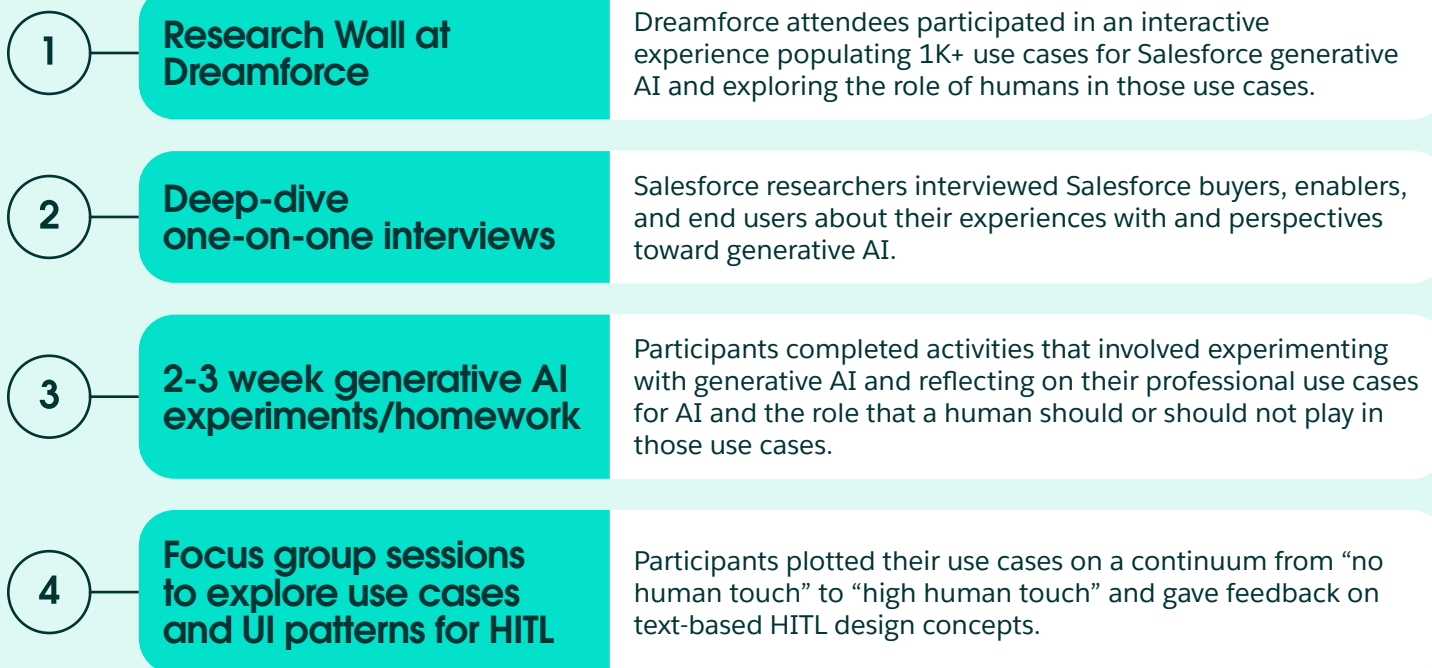 1
Research Wall at
Dreamforce
Dreamforce attendees participated in an interactive
experience populating 1K+ use cases for Salesforce generative
AI and exploring the role of humans in those use cases.
2
Deep-dive
one-on-one interviews
Salesforce researchers interviewed Salesforce buyers, enablers,
and end users about their experiences with and perspectives
toward generative AI.
3
2-3 week generative AI
experiments/homework
Participants completed activities that involved experimenting
with generative AI and reflecting on their professional use cases
for AI and the role that a human should or should not play in
those use cases.
4
Focus group sessions
to explore use cases
and UI patterns for HITL
Participants plotted their use cases on a continuum from “no
human touch” to “high human touch” and gave feedback on
text-based HITL design concepts.